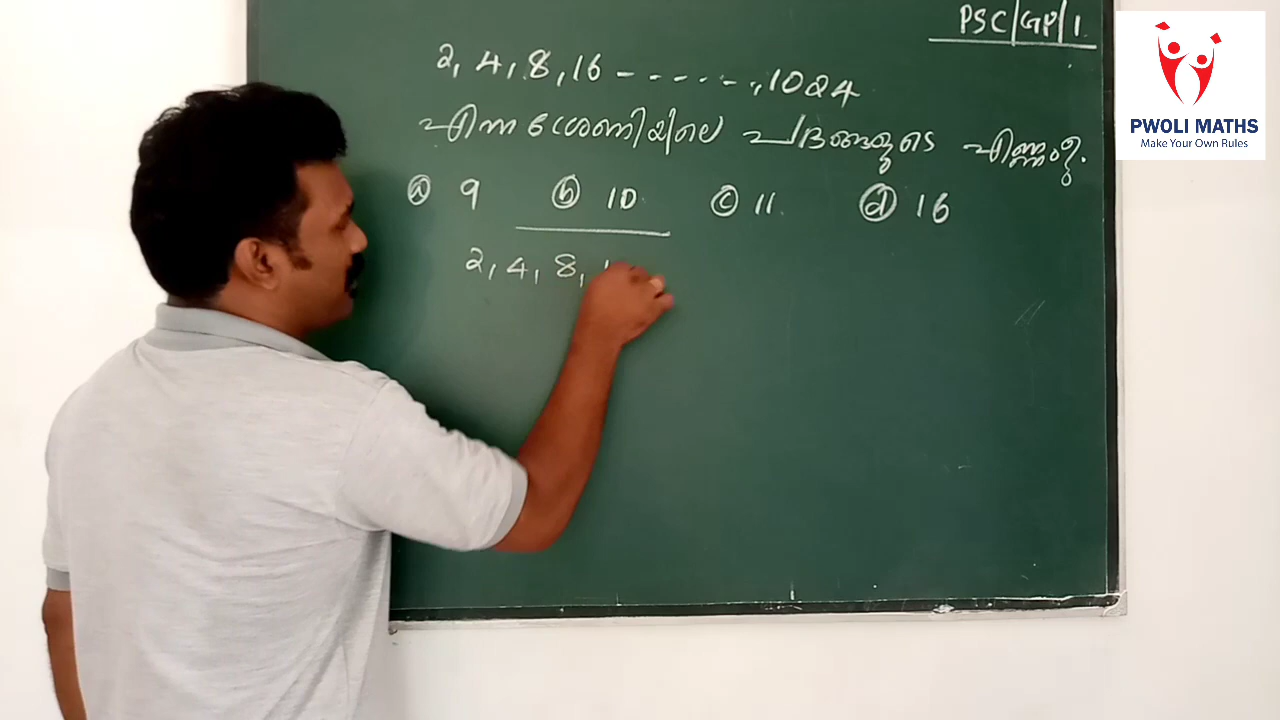 PSC/GP/1
2, 4, 8, 16 - - - - - -, 1024
എന്ന ശ്രേണിയിലെ പദങ്ങളുടെ എണ്ണം?
ⓐ 9 ⓑ 10 ⓒ 11 ⓓ 16
2, 4, 8,
PWOLI MATHS
Make Your Own Rules